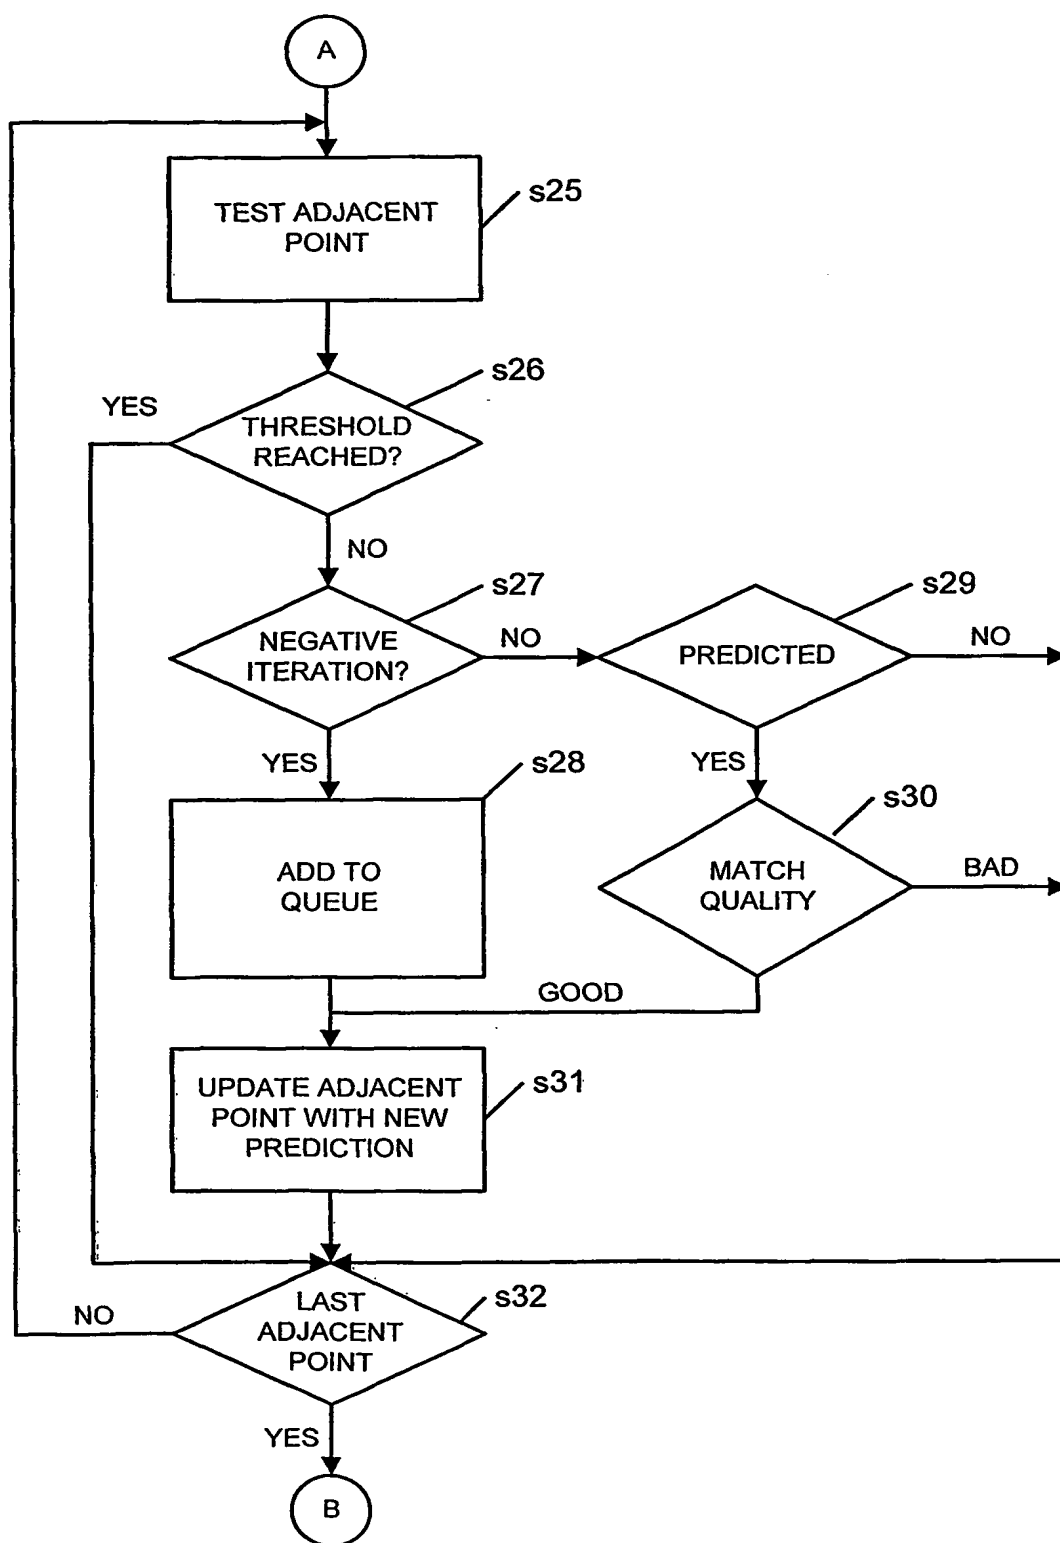 A
TEST ADJACENT
POINT
s25
s26
YES
THRESHOLD
REACHED?
NO
s27
s29
NEGATIVE
ITERATION?
NO
PREDICTED
NO
YES
s28
YES
s30
ADD TO
QUEUE
MATCH
QUALITY
BAD
GOOD
UPDATE ADJACENT
POINT WITH NEW
PREDICTION
s31
LAST
ADJACENT
POINT
s32
NO
YES
B